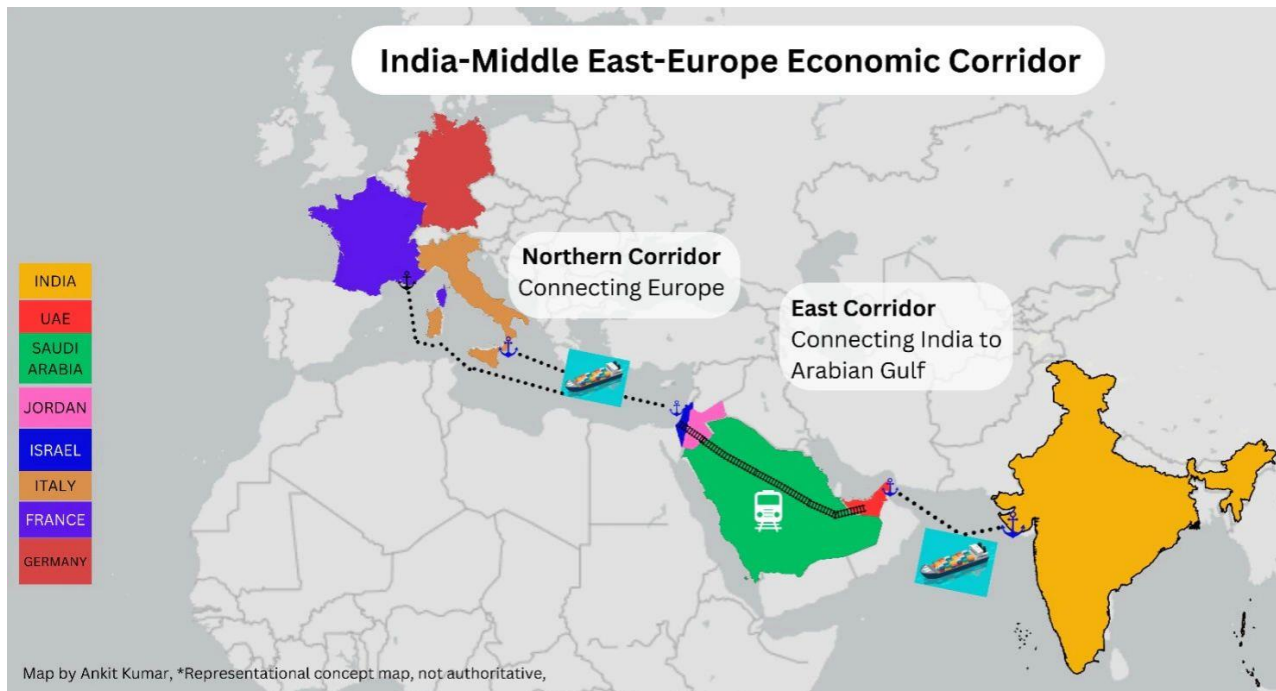 India-Middle East-Europe Economic Corridor
Northern Corridor
Connecting Europe
East Corridor
Connecting India to
Arabian Gulf
INDIA
UAE
SAUDI
ARABIA
JORDAN
ISRAEL
ITALY
FRANCE
GERMANY
Map by Ankit Kumar, *Representational concept map, not authoritative,